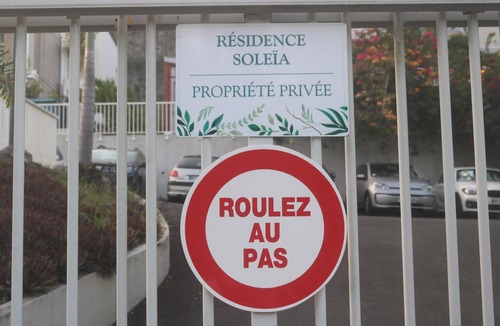 RÉSIDENCE
SOLEÏA
PROPRIÉTÉ PRIVÉE
ROULEZ
AU
PAS